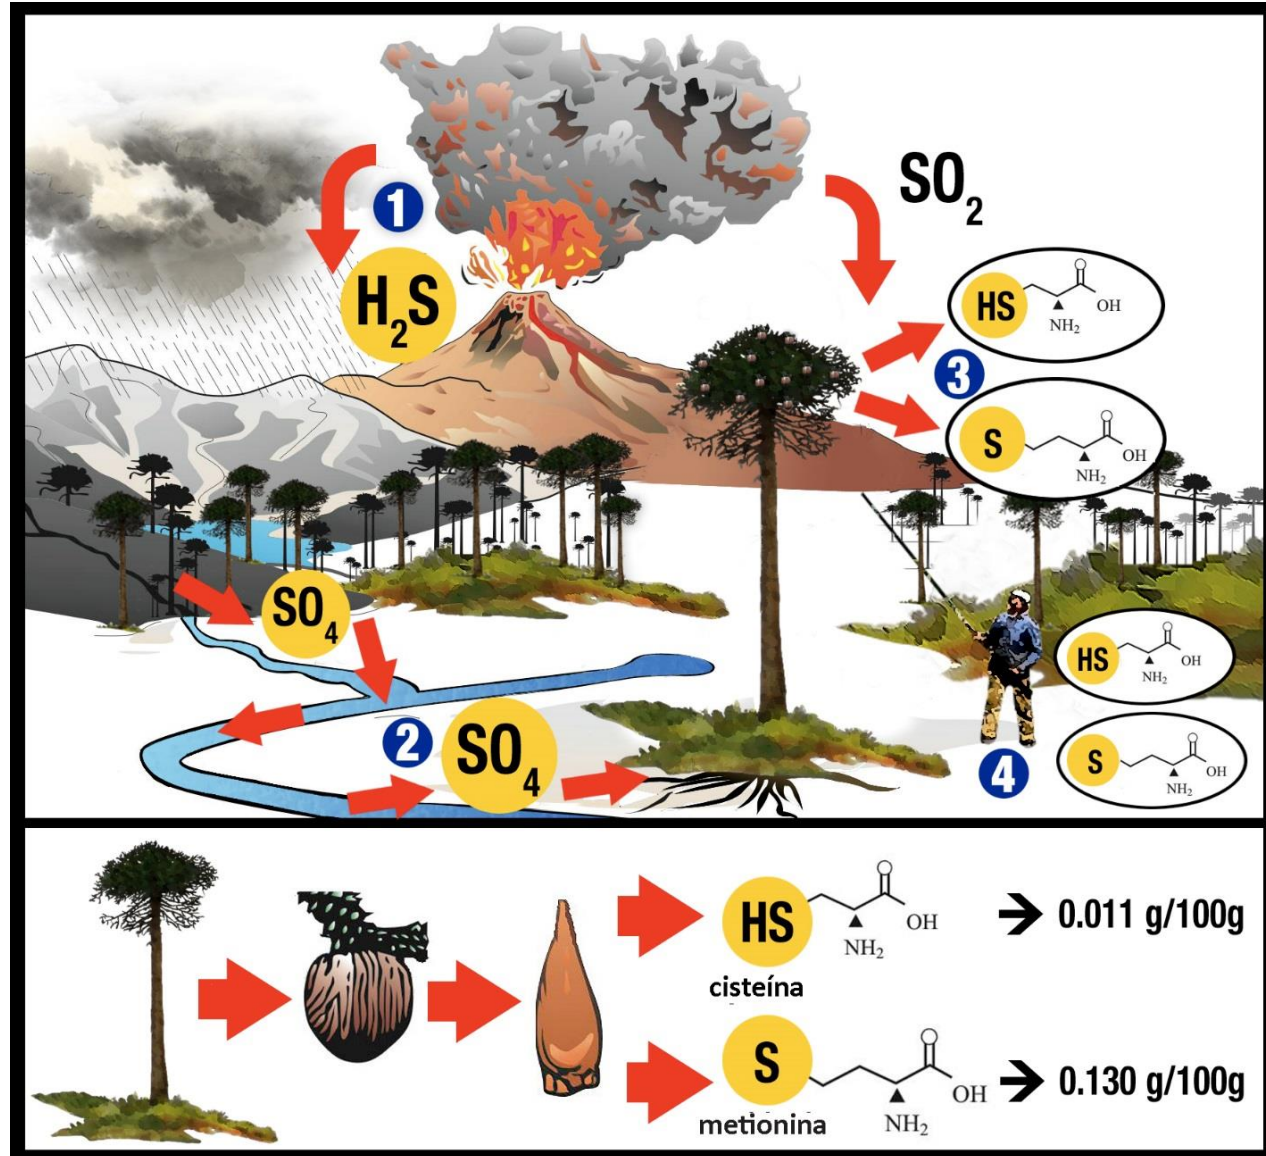 1
H₂S
SO₂
HS
OH
NH₂
3
S
OH
NH₂
SO₄
2
SO₄
HS
OH
NH₂
S
OH
NH₂
4
HS
O
OH
NH₂
cisteína
0.011 g/100g
S
O
OH
NH₂
metionina
0.130 g/100g